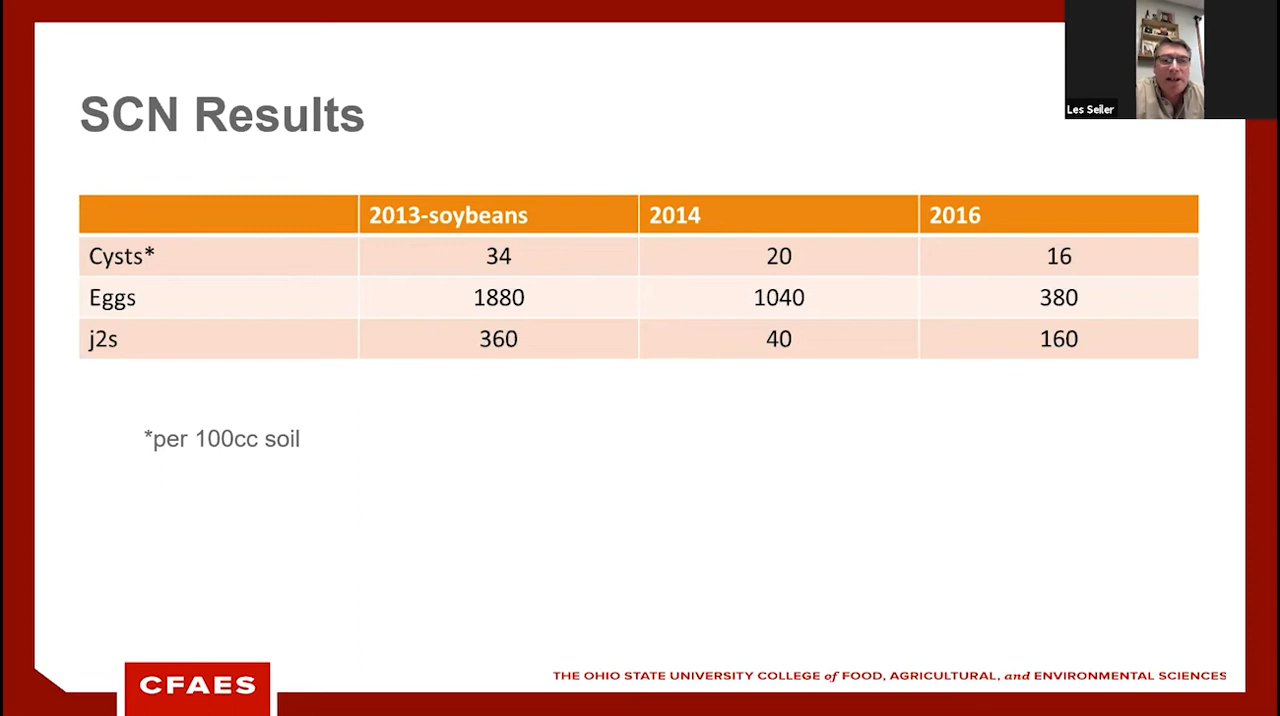 Les Seiler
SCN Results
2013-soybeans 2014 2016
Cysts* 34 20 16
Eggs 1880 1040 380
j2s 360 40 160
*per 100cc soil
CFAES
THE OHIO STATE UNIVERSITY COLLEGE of FOOD, AGRICULTURAL, and ENVIRONMENTAL SCIENCES